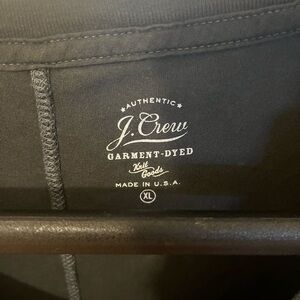 ★AUTHENTIC★
J.Crew
GARMENT-DYED
Knit
Goods
MADE IN U.S.A.
XL